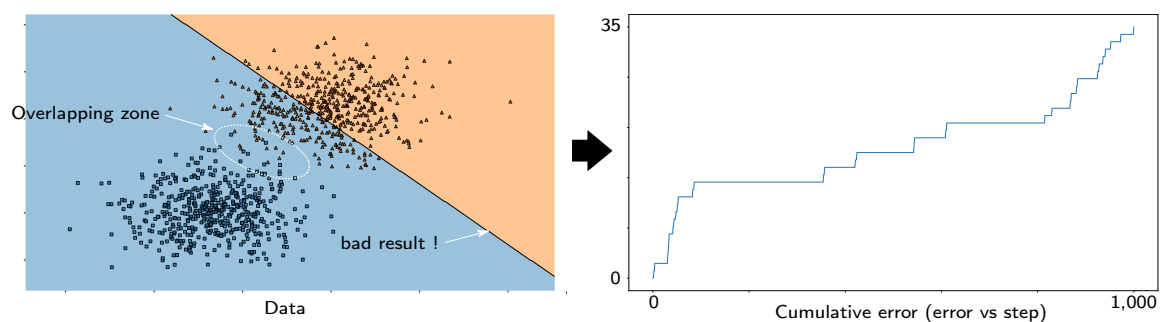 Overlapping zone
bad result !
Data
35
0
0
1,000
Cumulative error (error vs step)